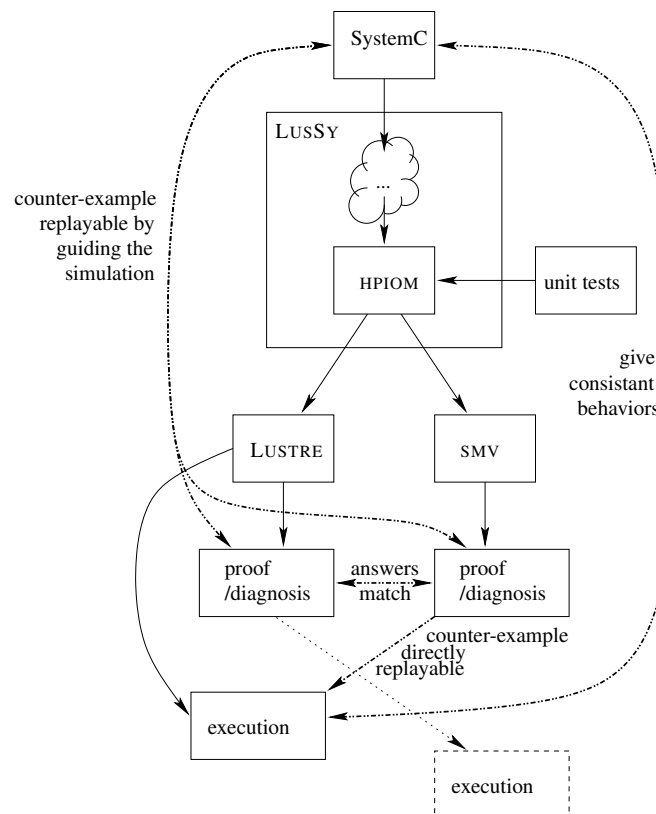 SystemC
LUSSY
...
counter-example
replayable by
guiding the
simulation
HPIOM
unit tests
give
consistant
behaviors
LUSTRE
SMV
proof
/diagnosis
answers
match
proof
/diagnosis
counter-example
directly
replayable
execution
execution